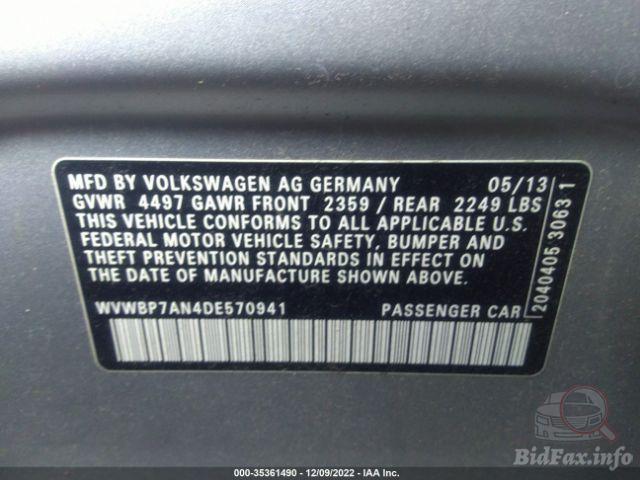 MFD BY VOLKSWAGEN AG GERMANY 05/13
GVWR 4497 GAWR FRONT 2359 / REAR 2249 LBS
THIS VEHICLE CONFORMS TO ALL APPLICABLE U.S.
FEDERAL MOTOR VEHICLE SAFETY, BUMPER AND
THEFT PREVENTION STANDARDS IN EFFECT ON
THE DATE OF MANUFACTURE SHOWN ABOVE.
WVWBP7AN4DE570941 PASSENGER CAR
2040405 3063 1
BidFax.info
000-35361490 - 12/09/2022 - IAA Inc.